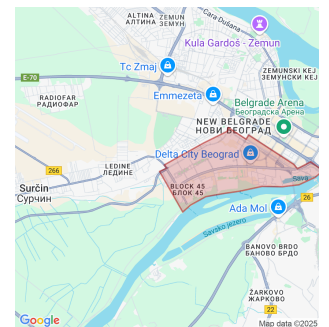 ALTINA
АЛТИНА
ZEMUN
ЗЕМУН
Cara Dušana
Kula Gardoš - Zemun
Tc Zmaj
ZEMUNSKI KEJ
ЗЕМУНСКИ КЕЈ
E-70
Emmezeta
RADIOFAR
РАДИОФАР
Belgrade Arena
Београдска Арена
NEW BELGRADE
НОВИ БЕОГРАД
Delta City Beograd
LEDINE
ЛЕДИНЕ
266
Surčin
Сурчин
BLOCK 45
БЛОК 45
Sava
26
Ada Mol
Savsko jezero
BANOVO BRDO
БАНОВО БРДО
ŽARKOVO
ЖАРКОВО
22
Google
Map data ©2025